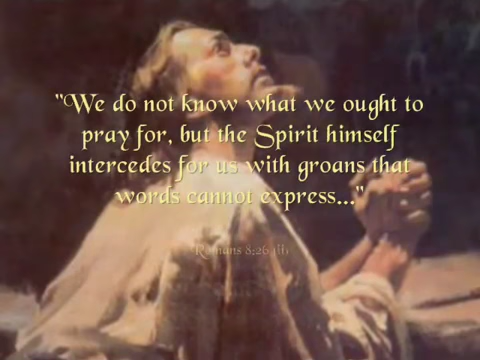 "We do not know what we ought to
pray for, but the Spirit himself
intercedes for us with groans that
words cannot express..."
Romans 8:26